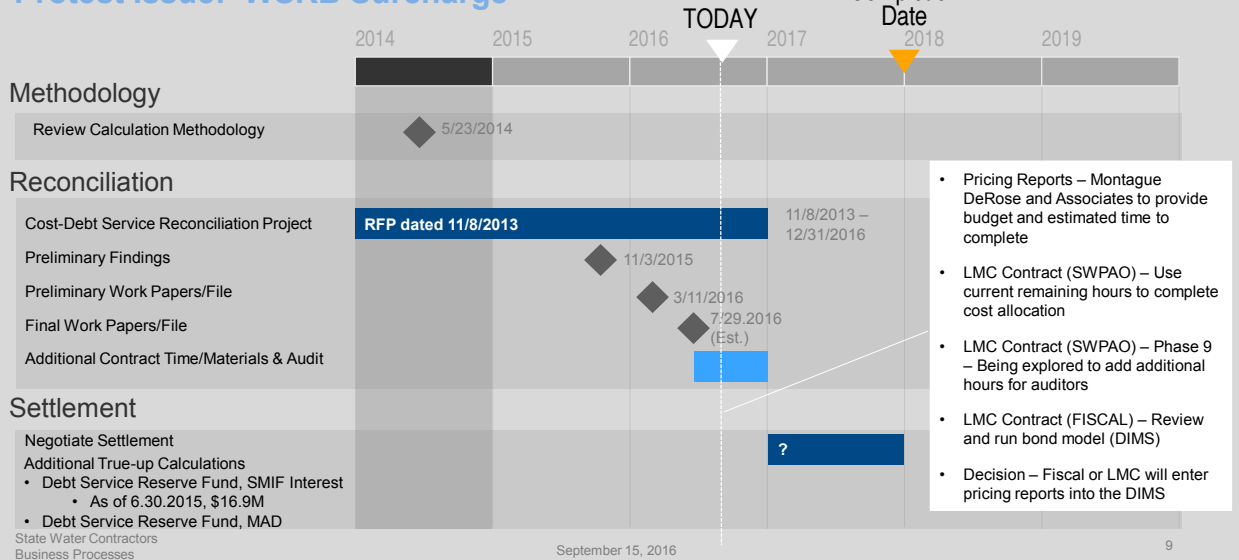 TODAY
Date
2014
2015
2016
2017
2018
2019
Methodology
Review Calculation Methodology
5/23/2014
Reconciliation
Cost-Debt Service Reconciliation Project
RFP dated 11/8/2013
11/8/2013 –
12/31/2016
Preliminary Findings
11/3/2015
Preliminary Work Papers/File
3/11/2016
Final Work Papers/File
7.29.2016
(Est.)
Additional Contract Time/Materials & Audit
Settlement
Negotiate Settlement
?
Additional True-up Calculations
• Debt Service Reserve Fund, SMIF Interest
• As of 6.30.2015, $16.9M
• Debt Service Reserve Fund, MAD
• Pricing Reports – Montague
DeRose and Associates to provide
budget and estimated time to
complete
• LMC Contract (SWPAO) – Use
current remaining hours to complete
cost allocation
• LMC Contract (SWPAO) – Phase 9
– Being explored to add additional
hours for auditors
• LMC Contract (FISCAL) – Review
and run bond model (DIMS)
• Decision – Fiscal or LMC will enter
pricing reports into the DIMS
State Water Contractors
Business Processes
September 15, 2016
9